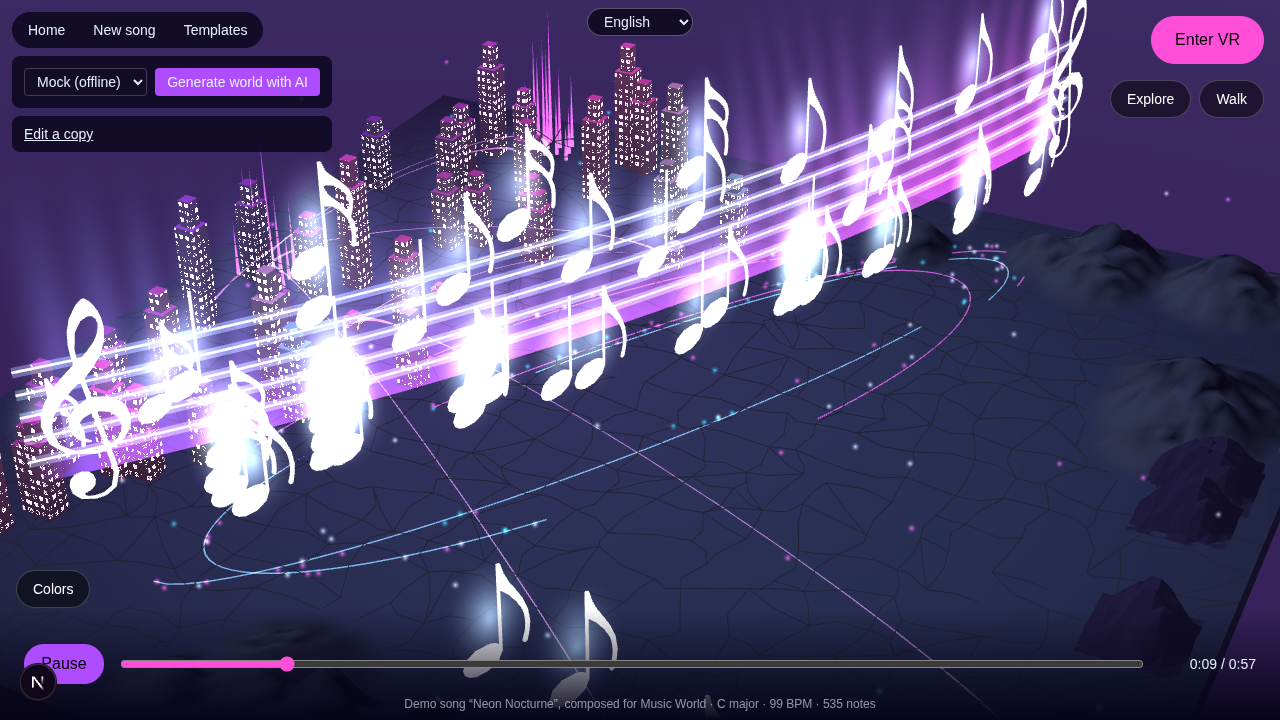 Home New song Templates
English
Enter VR
Mock (offline) Generate world with AI
Explore Walk
Edit a copy
Colors
Pause
N
0:09 / 0:57
Demo song “Neon Nocturne”, composed for Music World · C major · 99 BPM · 535 notes